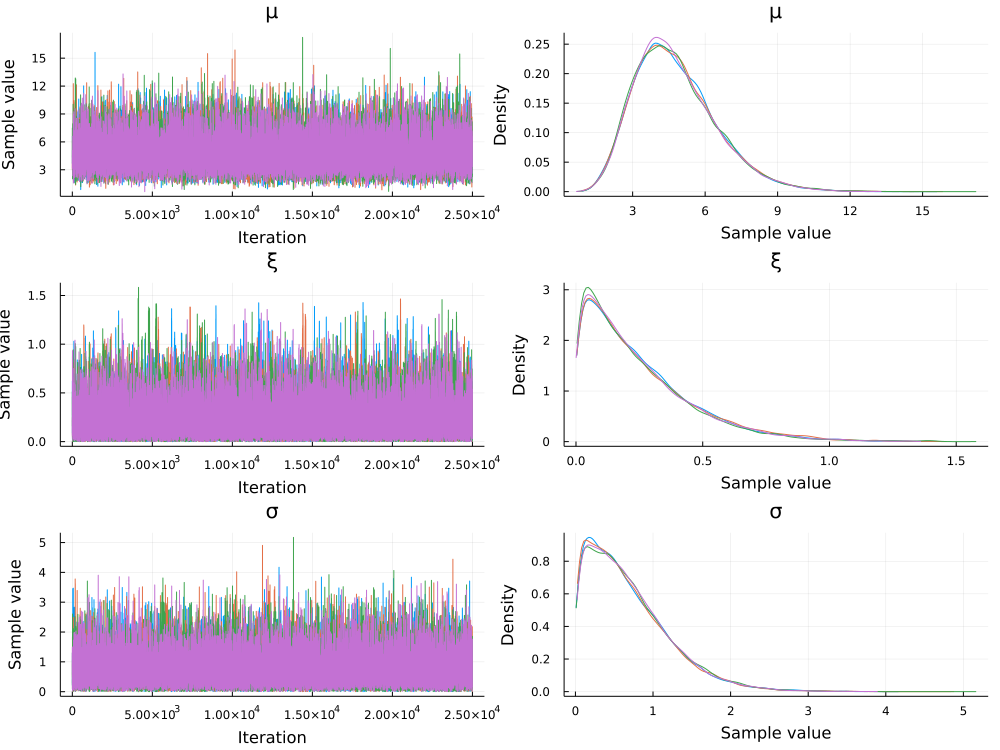 μ
Sample value
15
12
9
6
3
0 5.00×10³ 1.00×10⁴ 1.50×10⁴ 2.00×10⁴ 2.50×10⁴
Iteration
μ
Density
0.25
0.20
0.15
0.10
0.05
0.00
3 6 9 12 15
Sample value
ξ
Sample value
1.5
1.0
0.5
0.0
0 5.00×10³ 1.00×10⁴ 1.50×10⁴ 2.00×10⁴ 2.50×10⁴
Iteration
ξ
Density
3
2
1
0
0.0 0.5 1.0 1.5
Sample value
σ
Sample value
5
4
3
2
1
0
0 5.00×10³ 1.00×10⁴ 1.50×10⁴ 2.00×10⁴ 2.50×10⁴
Iteration
σ
Density
0.8
0.6
0.4
0.2
0.0
0 1 2 3 4 5
Sample value